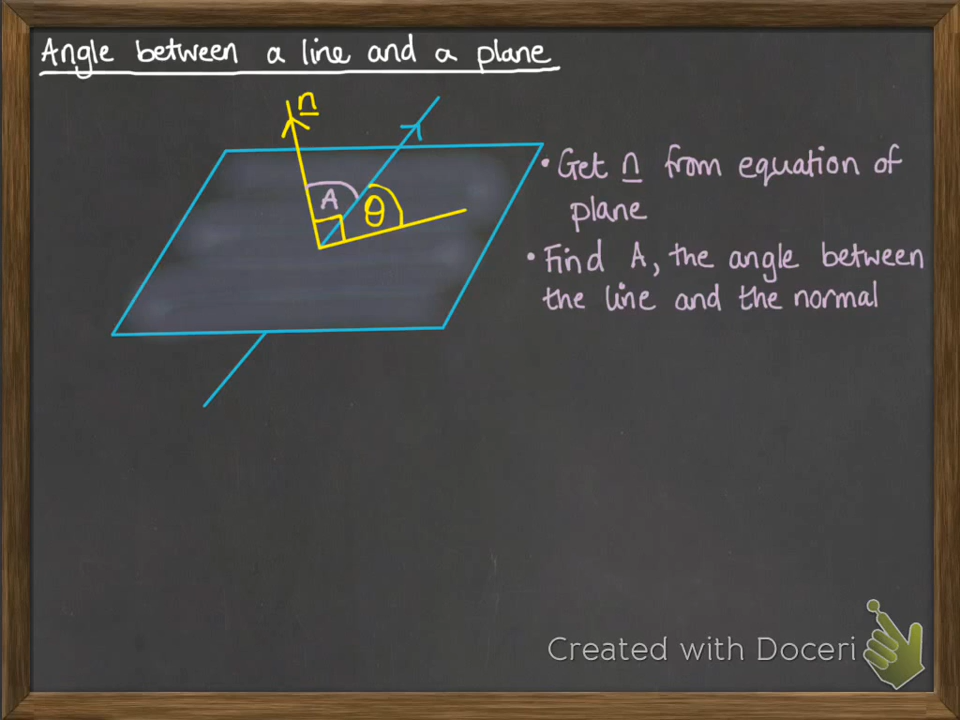 Angle between a line and a plane
n
A
θ
• Get n from equation of
plane
• Find A, the angle between
the line and the normal
Created with Doceri